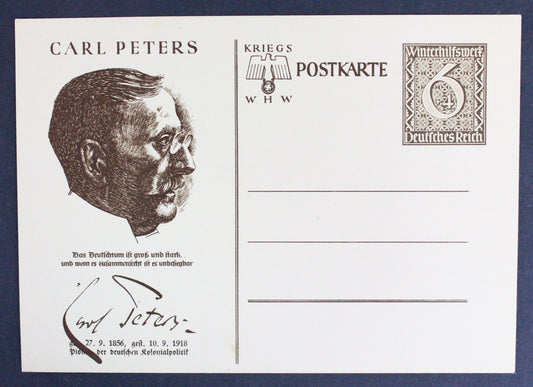 CARL PETERS
Das Deutschtum ist groß und stark,
und wenn es zusammensteht ist es unbesiegbar
Carl Peters
27. 9. 1856, gest. 10. 9. 1918
der deutschen Kolonialpolitik
KRIEGS
WHW
POSTKARTE
Winterhilfswerk
6
4
Deutsches Reich